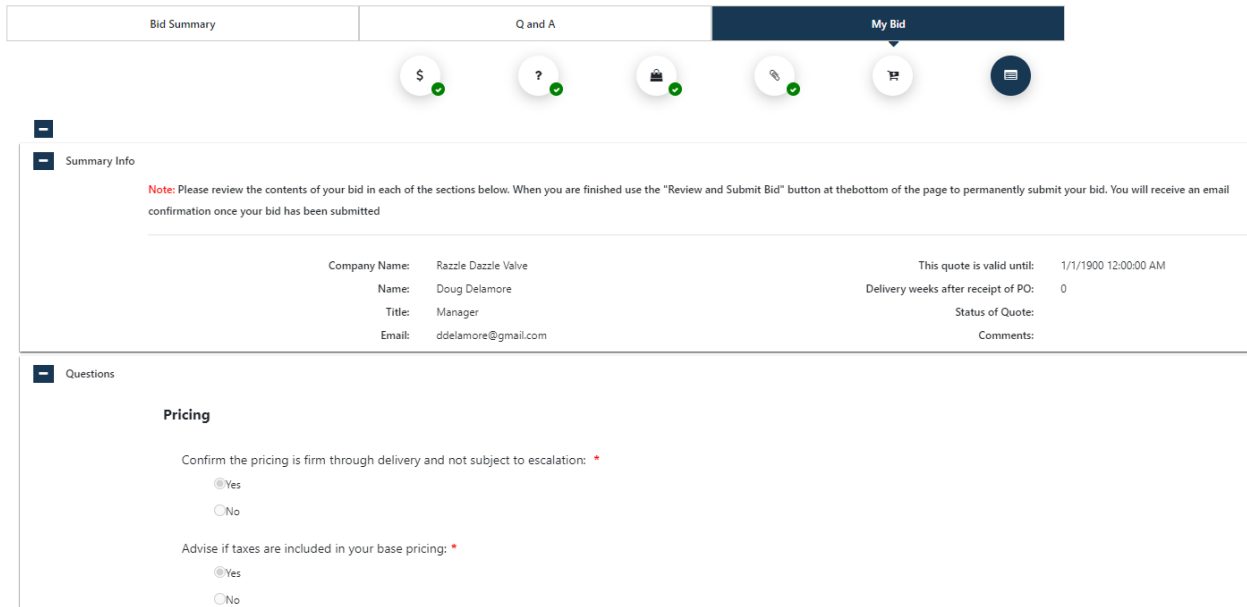 Bid Summary Q and A My Bid
$ ?
Summary Info
Note: Please review the contents of your bid in each of the sections below. When you are finished use the "Review and Submit Bid" button at thebottom of the page to permanently submit your bid. You will receive an email
confirmation once your bid has been submitted
Company Name: Razzle Dazzle Valve This quote is valid until: 1/1/1900 12:00:00 AM
Name: Doug Delamore Delivery weeks after receipt of PO: 0
Title: Manager Status of Quote:
Email: ddelamore@gmail.com Comments:
Questions
Pricing
Confirm the pricing is firm through delivery and not subject to escalation: *
Yes
No
Advise if taxes are included in your base pricing: *
Yes
No